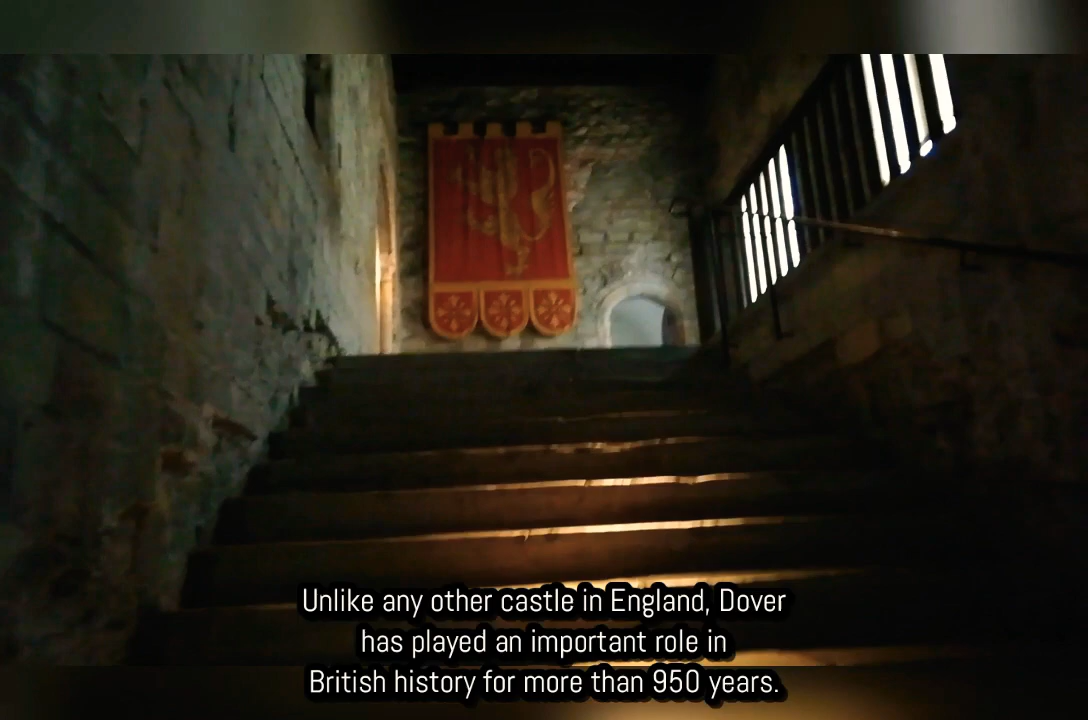 Unlike any other castle in England, Dover
has played an important role in
British history for more than 950 years.